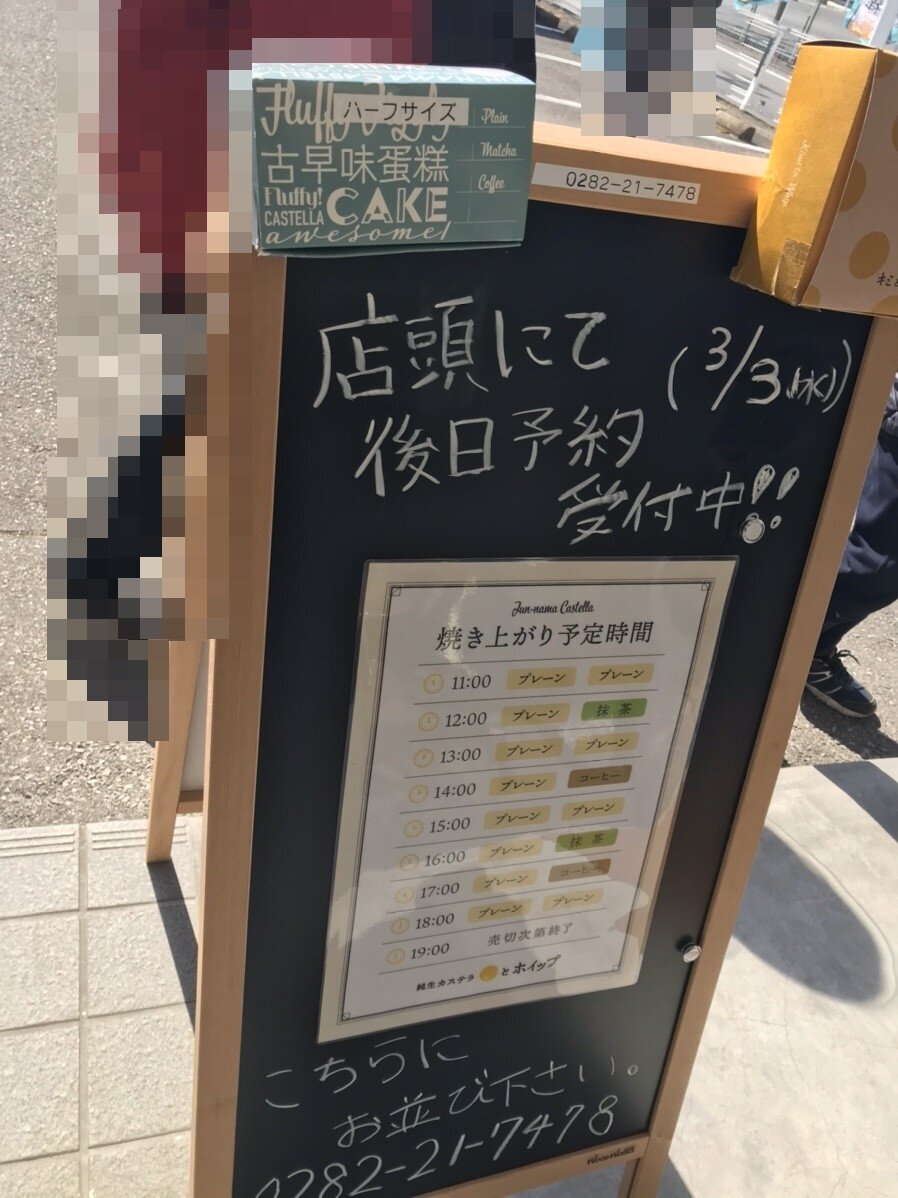 Fluffy
ハーフサイズ
Plain
古早味蛋糕
Matcha
Fluffy!
CASTELLA
CAKE
Coffee
awesome!
0282-21-7478
店頭にて
(3/3(水))
後日予約
受付中!!
Jun-nama Castella
焼き上がり予定時間
11:00 プレーン プレーン
12:00 プレーン 抹茶
13:00 プレーン プレーン
14:00 プレーン コーヒー
15:00 プレーン プレーン
16:00 プレーン 抹茶
17:00 プレーン コーヒー
18:00 プレーン プレーン
19:00 売切次第終了
純生カステラ とホイップ
こちらに
お並び下さい。
0282-21-7478